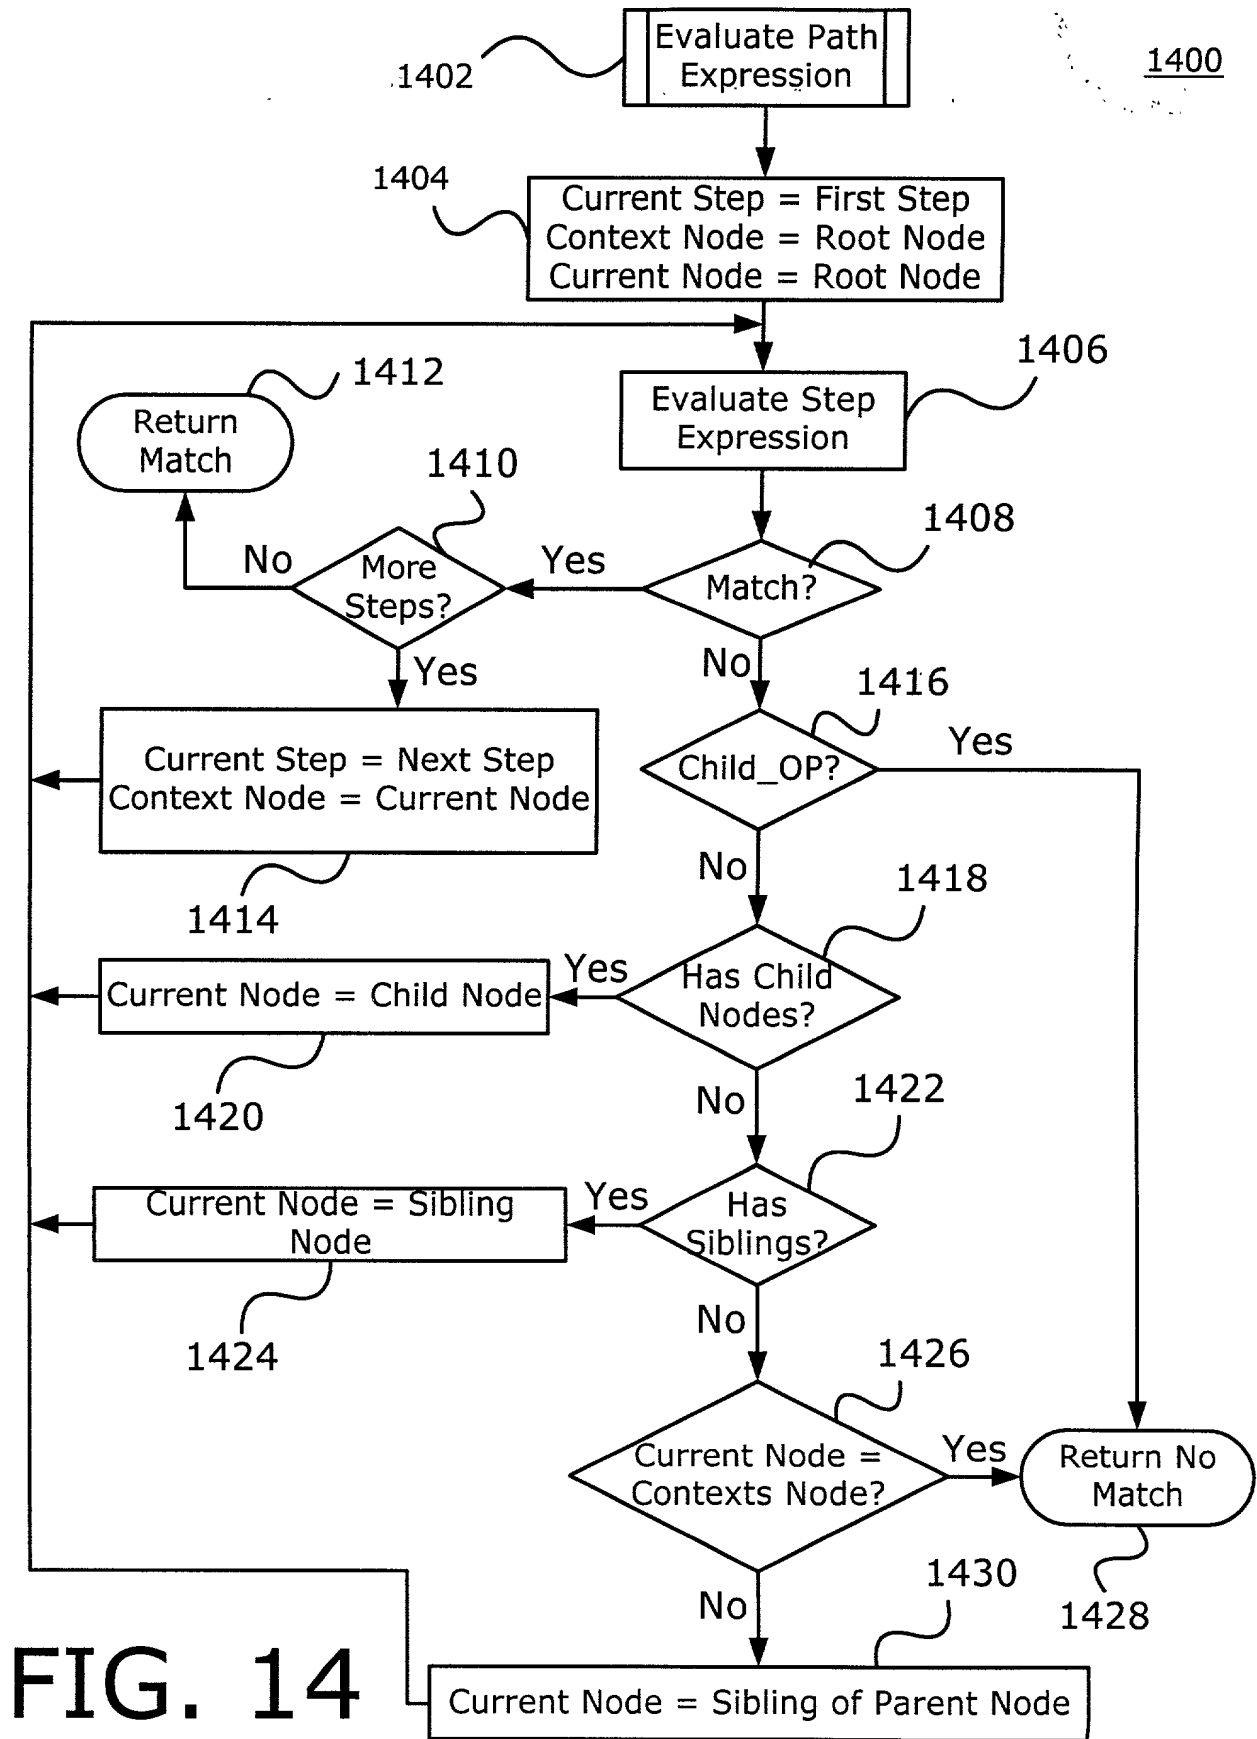 Evaluate Path
Expression
1402
1400
1404
Current Step = First Step
Context Node = Root Node
Current Node = Root Node
1406
1412
Evaluate Step
Expression
Return
Match
1410
1408
No
More
Steps?
Yes
Match?
Yes
No
1416
Current Step = Next Step
Context Node = Current Node
Child_OP?
Yes
1414
No
1418
Current Node = Child Node
Yes
Has Child
Nodes?
1420
No
1422
Current Node = Sibling
Node
Yes
Has
Siblings?
1424
No
1426
Current Node =
Contexts Node?
Yes
Return No
Match
1428
No
1430
FIG. 14
Current Node = Sibling of Parent Node